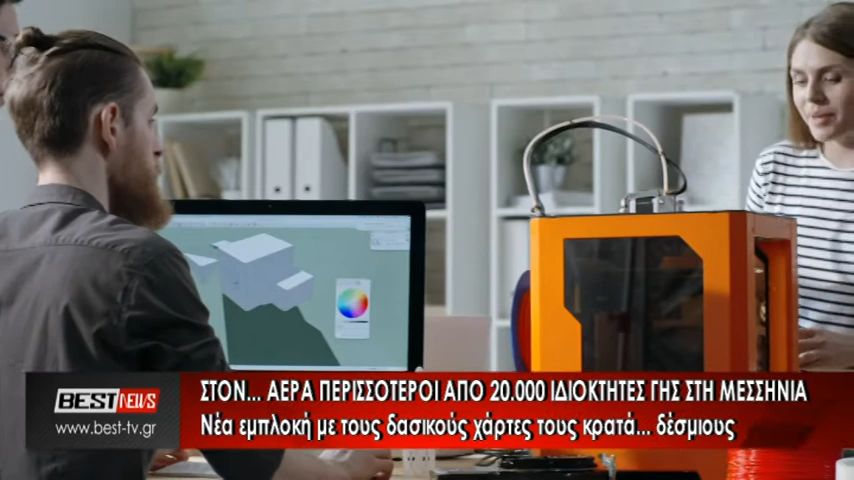 ΣΤΟΝ... ΑΕΡΑ ΠΕΡΙΣΣΟΤΕΡΟΙ ΑΠΟ 20.000 ΙΔΙΟΚΤΗΤΕΣ ΓΗΣ ΣΤΗ ΜΕΣΣΗΝΙΑ
BEST NEWS
Νέα εμπλοκή με τους δασικούς χάρτες τους κρατά... δέσμιους
www.best-tv.gr